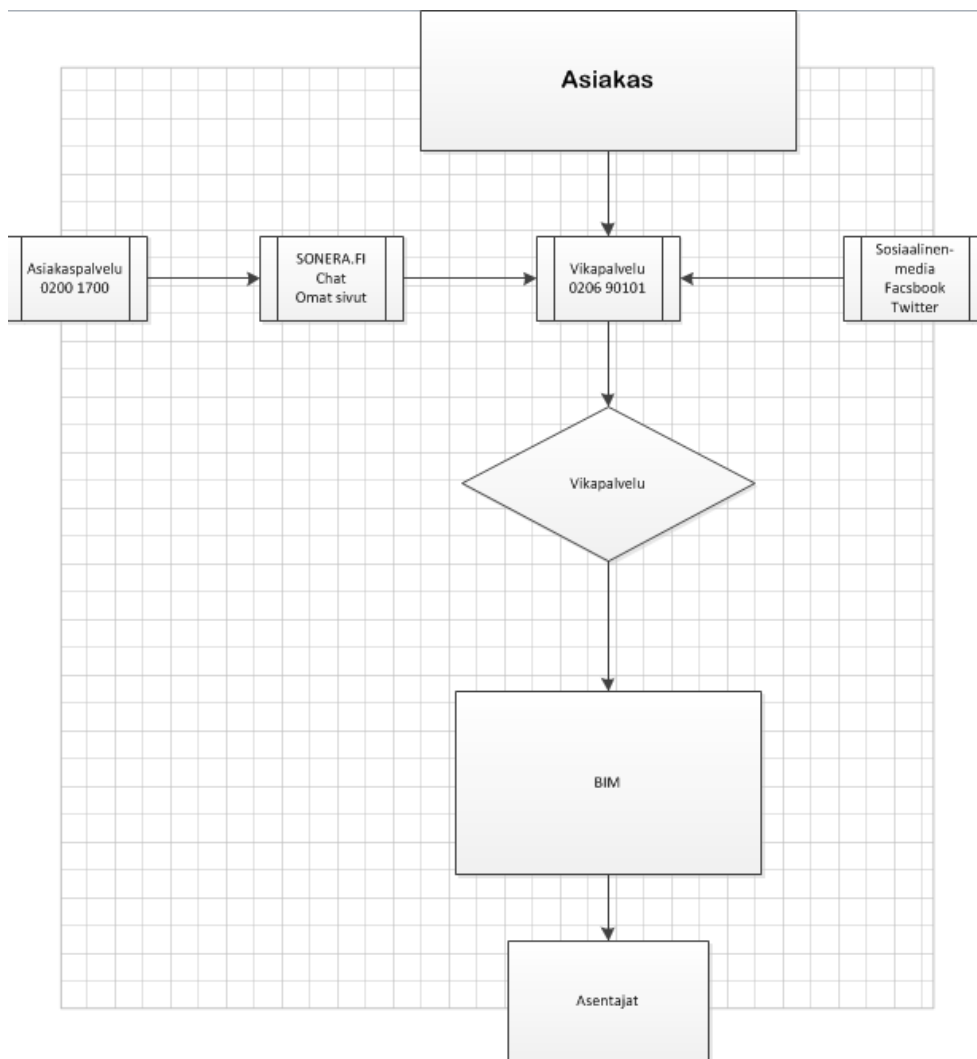 Asiakas
Asiakaspalvelu
0200 1700
SONERA.FI
Chat
Omat sivut
Vikapalvelu
0206 90101
Sosiaalinen-
media
Facsbook
Twitter
Vikapalvelu
BIM
Asentajat